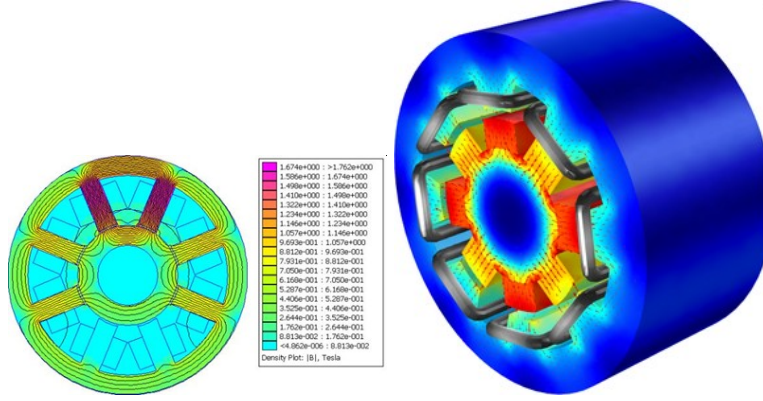 1.674e+000 : >1.762e+000
1.586e+000 : 1.674e+000
1.498e+000 : 1.586e+000
1.410e+000 : 1.498e+000
1.322e+000 : 1.410e+000
1.234e+000 : 1.322e+000
1.146e+000 : 1.234e+000
1.057e+000 : 1.146e+000
9.693e-001 : 1.057e+000
8.812e-001 : 9.693e-001
7.931e-001 : 8.812e-001
7.050e-001 : 7.931e-001
6.168e-001 : 7.050e-001
5.287e-001 : 6.168e-001
4.406e-001 : 5.287e-001
3.525e-001 : 4.406e-001
2.644e-001 : 3.525e-001
1.762e-001 : 2.644e-001
8.813e-002 : 1.762e-001
<4.862e-006 : 8.813e-002
Density Plot: |B|, Tesla